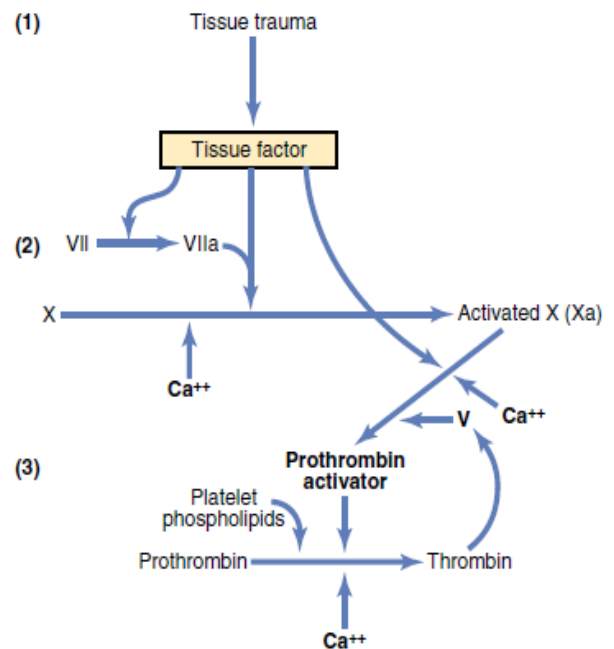 (1)
Tissue trauma
Tissue factor
(2)
VII
VIIa
X
Activated X (Xa)
Ca++
V
Ca++
(3)
Prothrombin
activator
Platelet
phospholipids
Prothrombin
Thrombin
Ca++